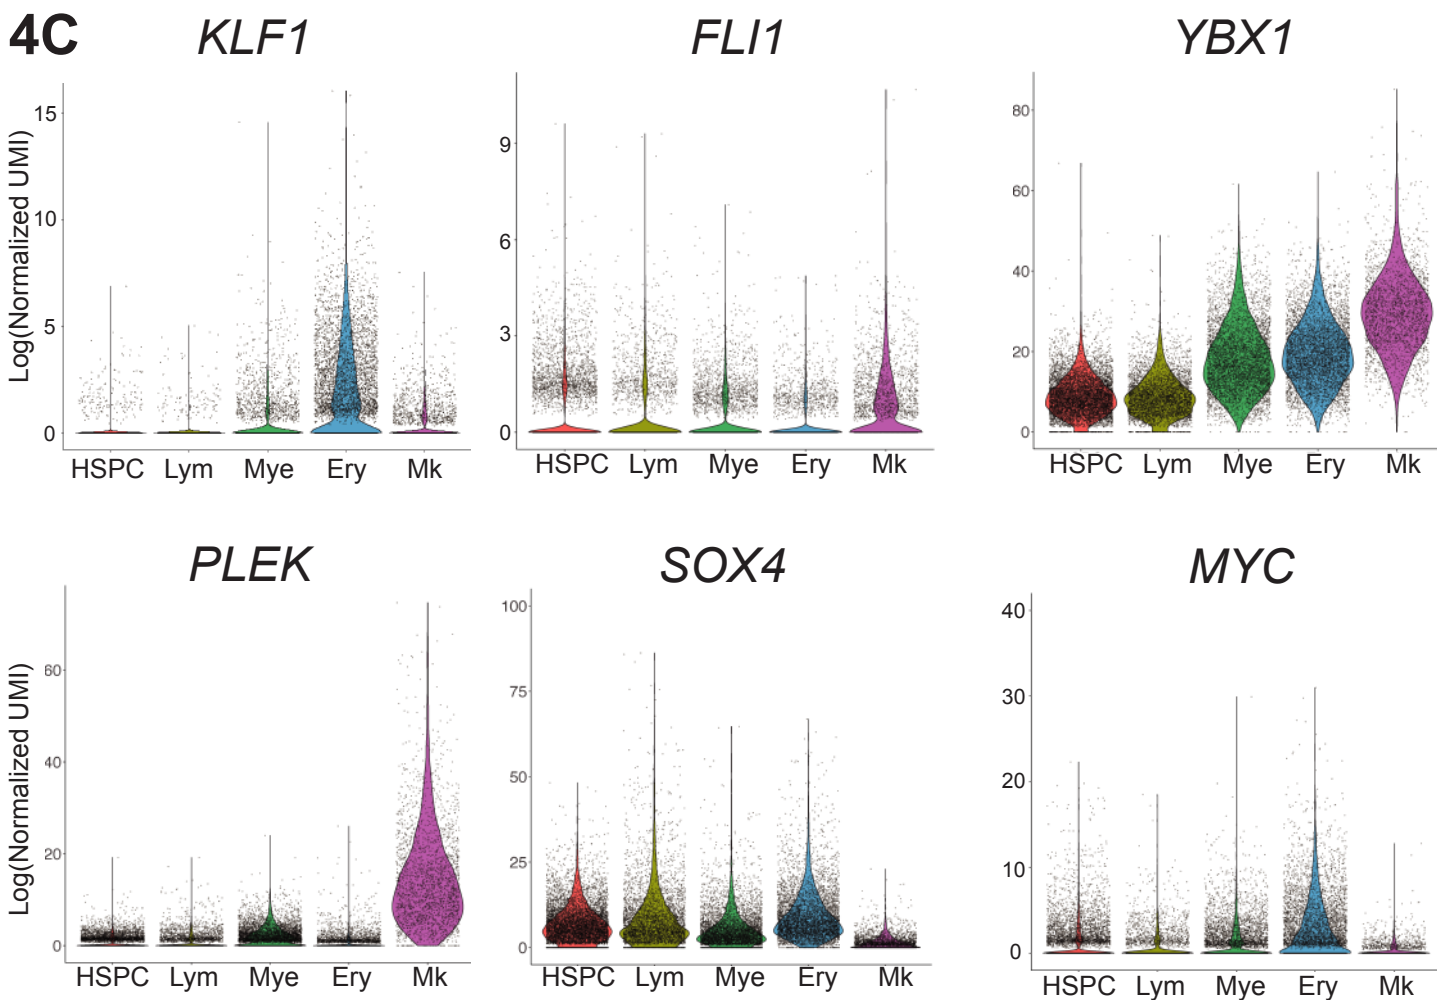 4C
KLF1
FLI1
YBX1
Log(Normalized UMI)
15
10
5
0
HSPC Lym Mye Ery Mk
9
6
3
0
HSPC Lym Mye Ery Mk
80
60
40
20
0
HSPC Lym Mye Ery Mk
PLEK
SOX4
MYC
Log(Normalized UMI)
60
40
20
0
HSPC Lym Mye Ery Mk
100
75
50
25
0
HSPC Lym Mye Ery Mk
40
30
20
10
0
HSPC Lym Mye Ery Mk